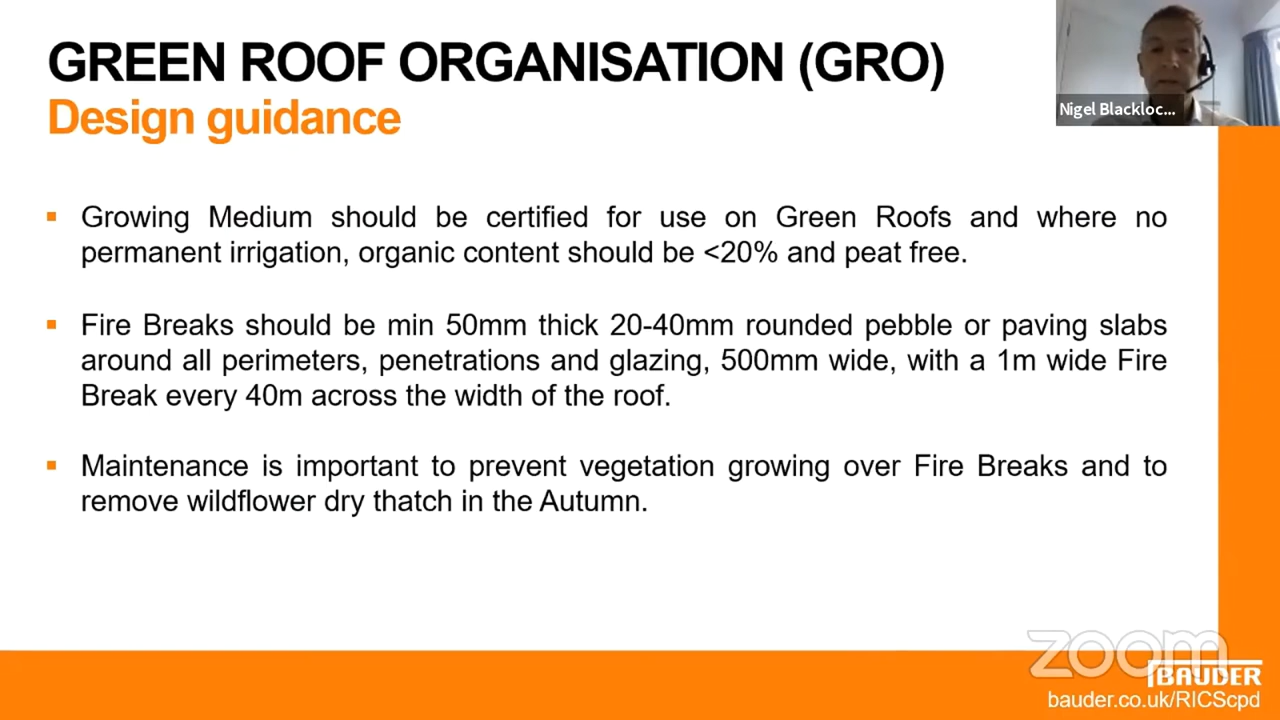 GREEN ROOF ORGANISATION (GRO)
Design guidance
Nigel Blackloc...
▪ Growing Medium should be certified for use on Green Roofs and where no
permanent irrigation, organic content should be <20% and peat free.
▪ Fire Breaks should be min 50mm thick 20-40mm rounded pebble or paving slabs
around all perimeters, penetrations and glazing, 500mm wide, with a 1m wide Fire
Break every 40m across the width of the roof.
▪ Maintenance is important to prevent vegetation growing over Fire Breaks and to
remove wildflower dry thatch in the Autumn.
zoom
BAUDER
bauder.co.uk/RICScpd